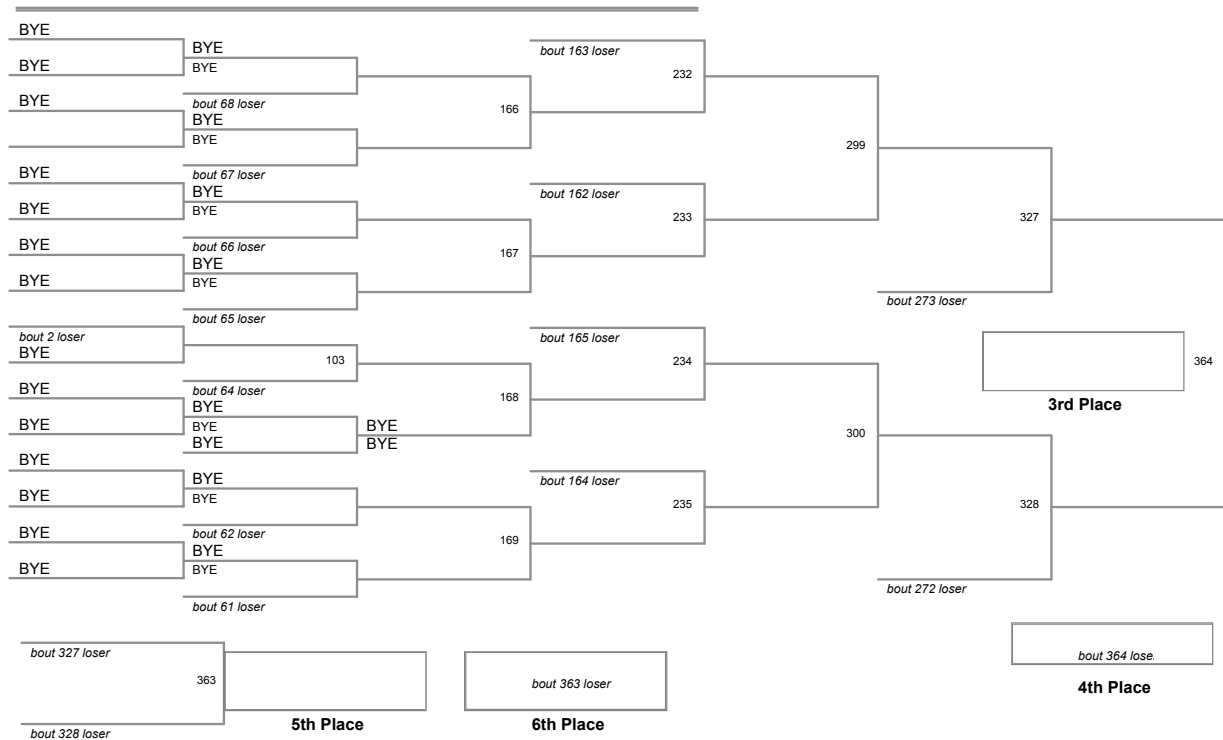 BYE
BYE
BYE
BYE
BYE
BYE
BYE
bout 2 loser
BYE
BYE
BYE
BYE
BYE
BYE
BYE
BYE
BYE
bout 68 loser
BYE
BYE
bout 67 loser
BYE
BYE
bout 66 loser
BYE
BYE
bout 65 loser
103
bout 64 loser
BYE
BYE
BYE
BYE
BYE
BYE
BYE
bout 62 loser
BYE
BYE
bout 61 loser
166
167
168
169
bout 163 loser
232
bout 162 loser
233
bout 165 loser
234
bout 164 loser
235
299
300
327
bout 273 loser
328
bout 272 loser
364
3rd Place
bout 364 lose
4th Place
bout 327 loser
363
bout 328 loser
5th Place
bout 363 loser
6th Place